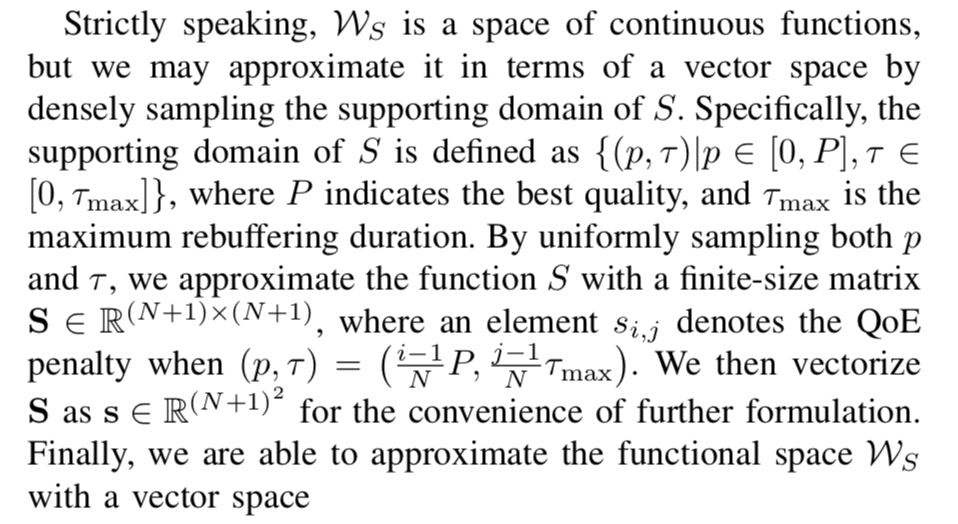 Strictly speaking, 𝒲_S is a space of continuous functions,
but we may approximate it in terms of a vector space by
densely sampling the supporting domain of S. Specifically, the
supporting domain of S is defined as {(p, τ)|p ∈ [0, P], τ ∈
[0, τ_max]}, where P indicates the best quality, and τ_max is the
maximum rebuffering duration. By uniformly sampling both p
and τ, we approximate the function S with a finite-size matrix
𝐒 ∈ ℝ^{(N+1)×(N+1)}, where an element s_{i,j} denotes the QoE
penalty when (p, τ) = (\frac{i−1}{N}P, \frac{j−1}{N}τ_max). We then vectorize
𝐒 as 𝐬 ∈ ℝ^{(N+1)^2} for the convenience of further formulation.
Finally, we are able to approximate the functional space 𝒲_S
with a vector space